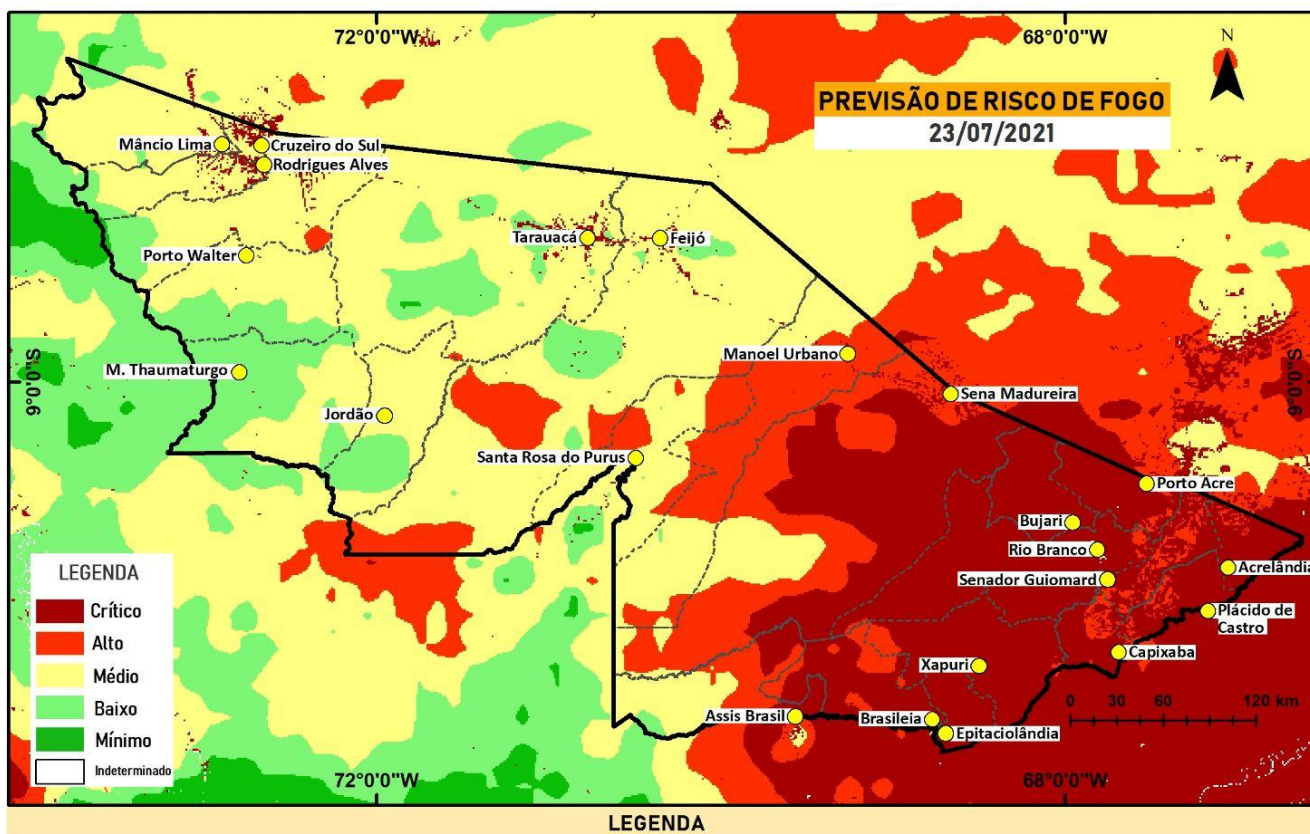 72°0'0"W
68°0'0"W
N
PREVISÃO DE RISCO DE FOGO
23/07/2021
Mâncio Lima
Cruzeiro do Sul
Rodrigues Alves
Tarauacá
Feijó
Porto Walter
Manoel Urbano
9°0'0"S
9°0'0"S
M. Thaumaturgo
Sena Madureira
Jordão
Santa Rosa do Purus
Porto Acre
Bujari
Rio Branco
Senador Guiomard
Acrelândia
Plácido de
Castro
Capixaba
Xapuri
Assis Brasil
Brasileia
Epitaciolândia
0 30 60 120 km
LEGENDA
Crítico
Alto
Médio
Baixo
Mínimo
Indeterminado
72°0'0"W
68°0'0"W
LEGENDA